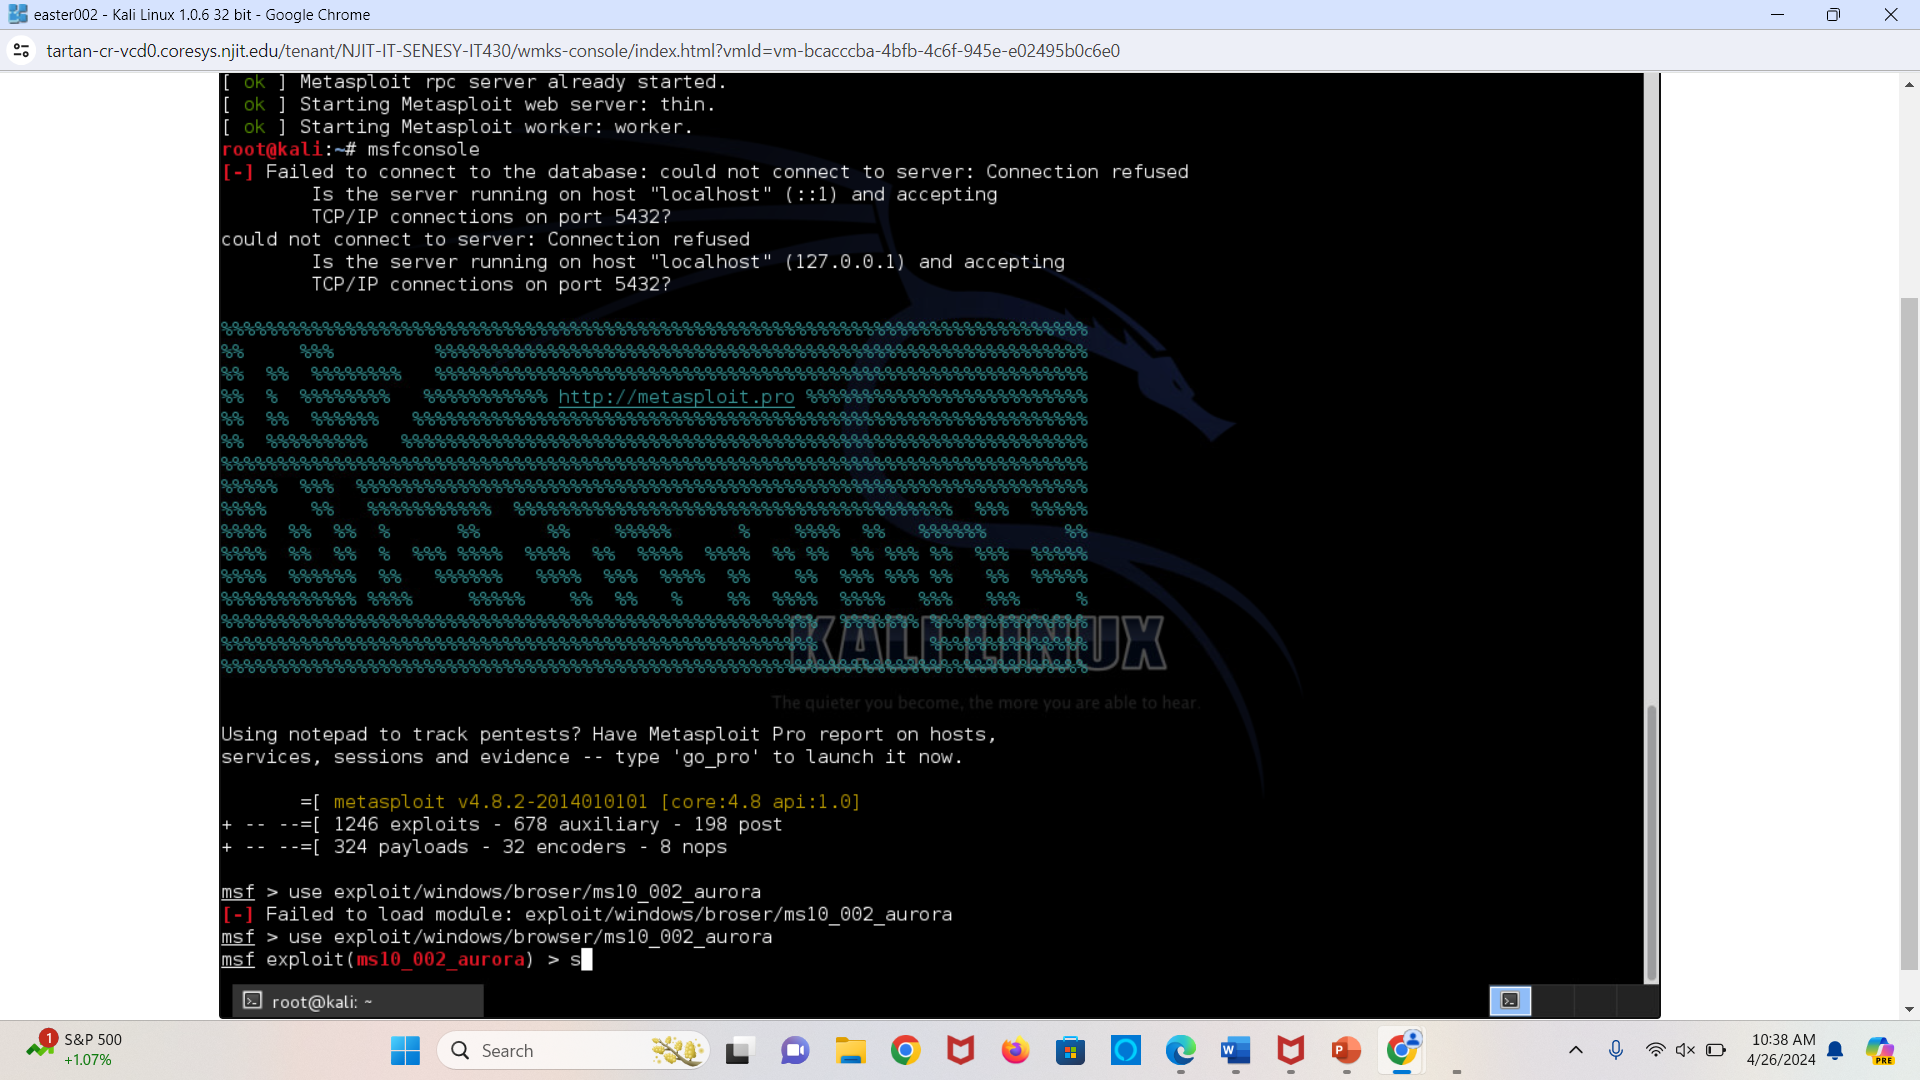 easter002 - Kali Linux 1.0.6 32 bit - Google Chrome
tartan-cr-vcd0.coresys.njit.edu/tenant/NJIT-IT-SENESY-IT430/wmks-console/index.html?vmId=vm-bcacccba-4bfb-4c6f-945e-e02495b0c6e0
[ ok ] Metasploit rpc server already started.
[ ok ] Starting Metasploit web server: thin.
[ ok ] Starting Metasploit worker: worker.
root@kali:~# msfconsole
[-] Failed to connect to the database: could not connect to server: Connection refused
Is the server running on host "localhost" (::1) and accepting
TCP/IP connections on port 5432?
could not connect to server: Connection refused
Is the server running on host "localhost" (127.0.0.1) and accepting
TCP/IP connections on port 5432?
http://metasploit.pro
KALI LINUX
The quieter you become, the more you are able to hear.
Using notepad to track pentests? Have Metasploit Pro report on hosts,
services, sessions and evidence -- type 'go_pro' to launch it now.
=[ metasploit v4.8.2-2014010101 [core:4.8 api:1.0]
+ -- --=[ 1246 exploits - 678 auxiliary - 198 post
+ -- --=[ 324 payloads - 32 encoders - 8 nops
msf > use exploit/windows/broser/ms10_002_aurora
[-] Failed to load module: exploit/windows/broser/ms10_002_aurora
msf > use exploit/windows/browser/ms10_002_aurora
msf exploit(ms10_002_aurora) > s
root@kali: ~
1
S&P 500
+1.07%
Search
10:38 AM
4/26/2024
PRE